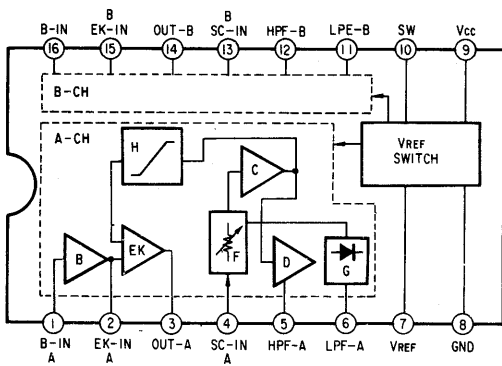 B B
B-IN EK-IN OUT-B SC-IN HPF-B LPE-B SW Vcc
16 15 14 13 12 11 10 9
B-CH
A-CH
H
VREF
SWITCH
C
F
B
EK
D
G
1 2 3 4 5 6 7 8
B-IN EK-IN OUT-A SC-IN HPF-A LPF-A VREF GND
A A A